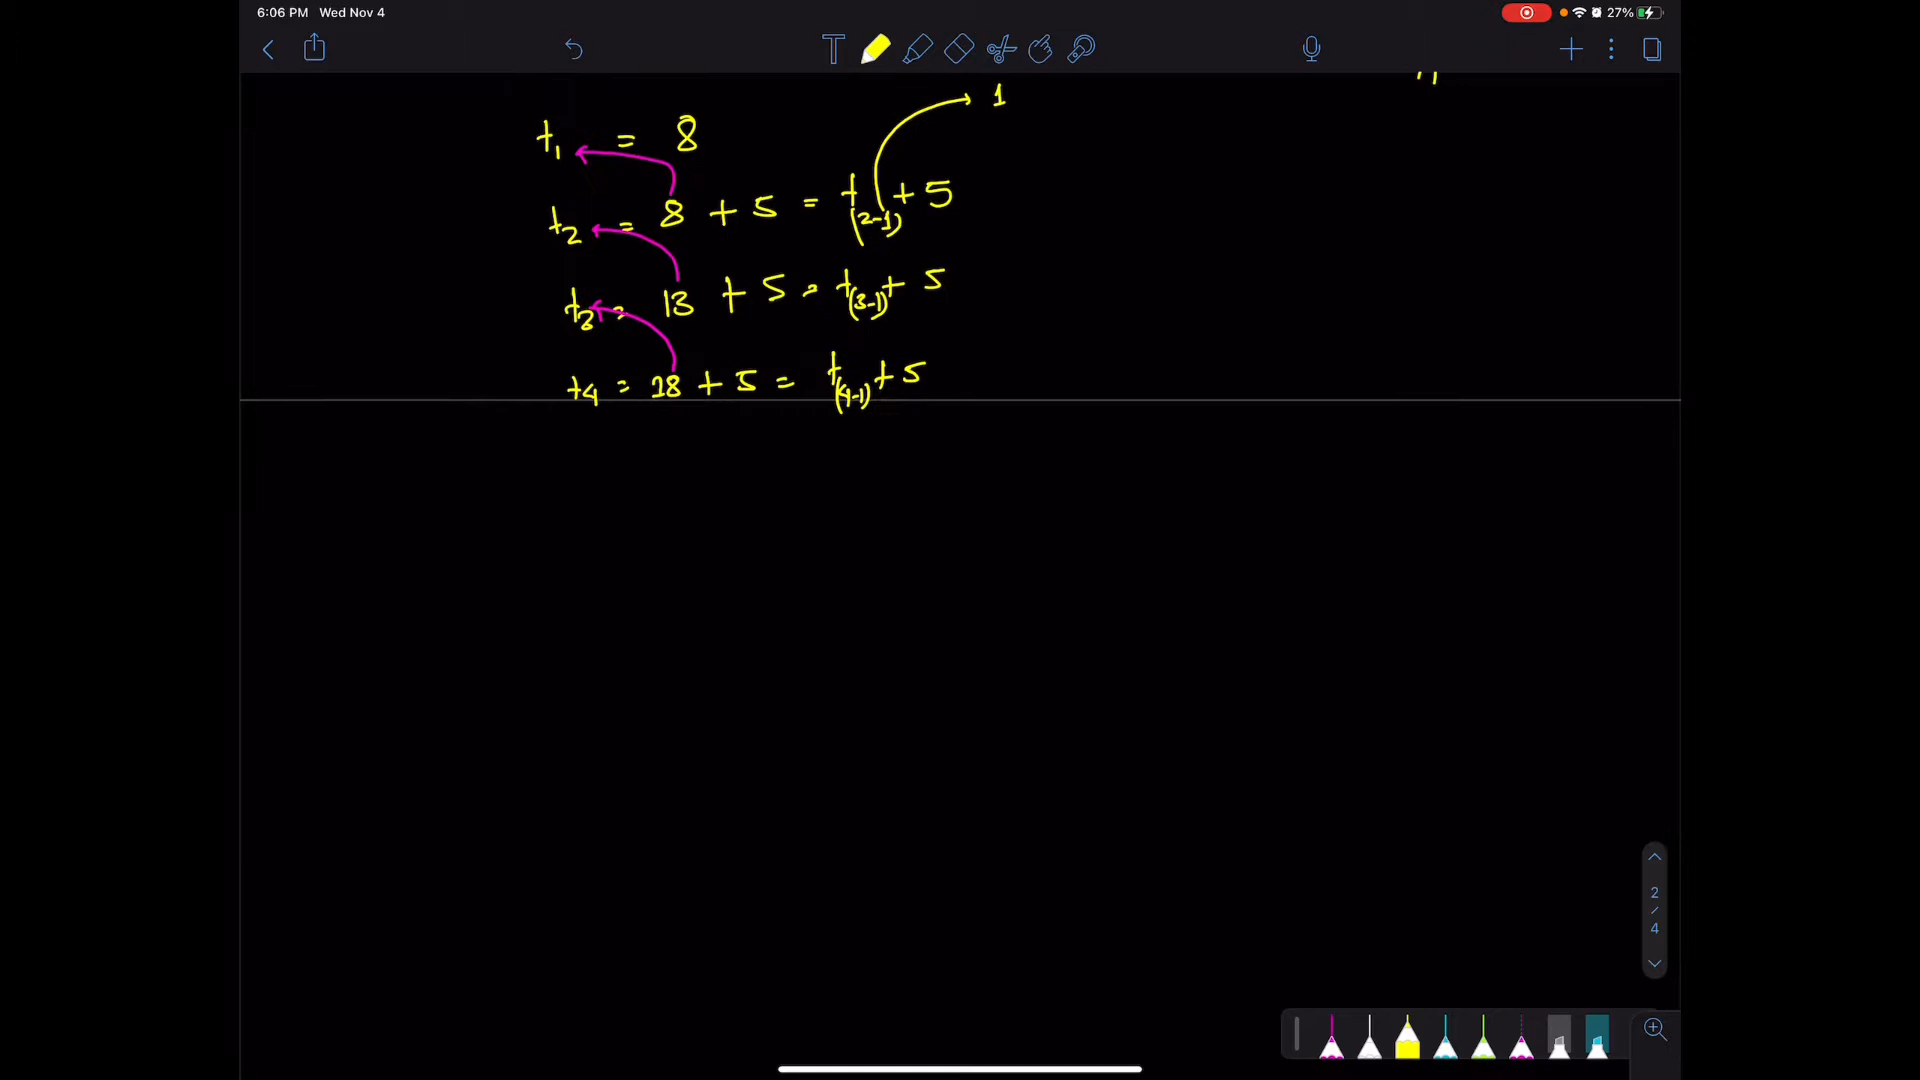 6:06 PM Wed Nov 4 27%
1
t₁ = 8
t₂ = 8 + 5 = t₍₂₋₁₎ + 5
t₃ = 13 + 5 = t₍₃₋₁₎ + 5
t₄ = 18 + 5 = t₍₄₋₁₎ + 5
2
/
4